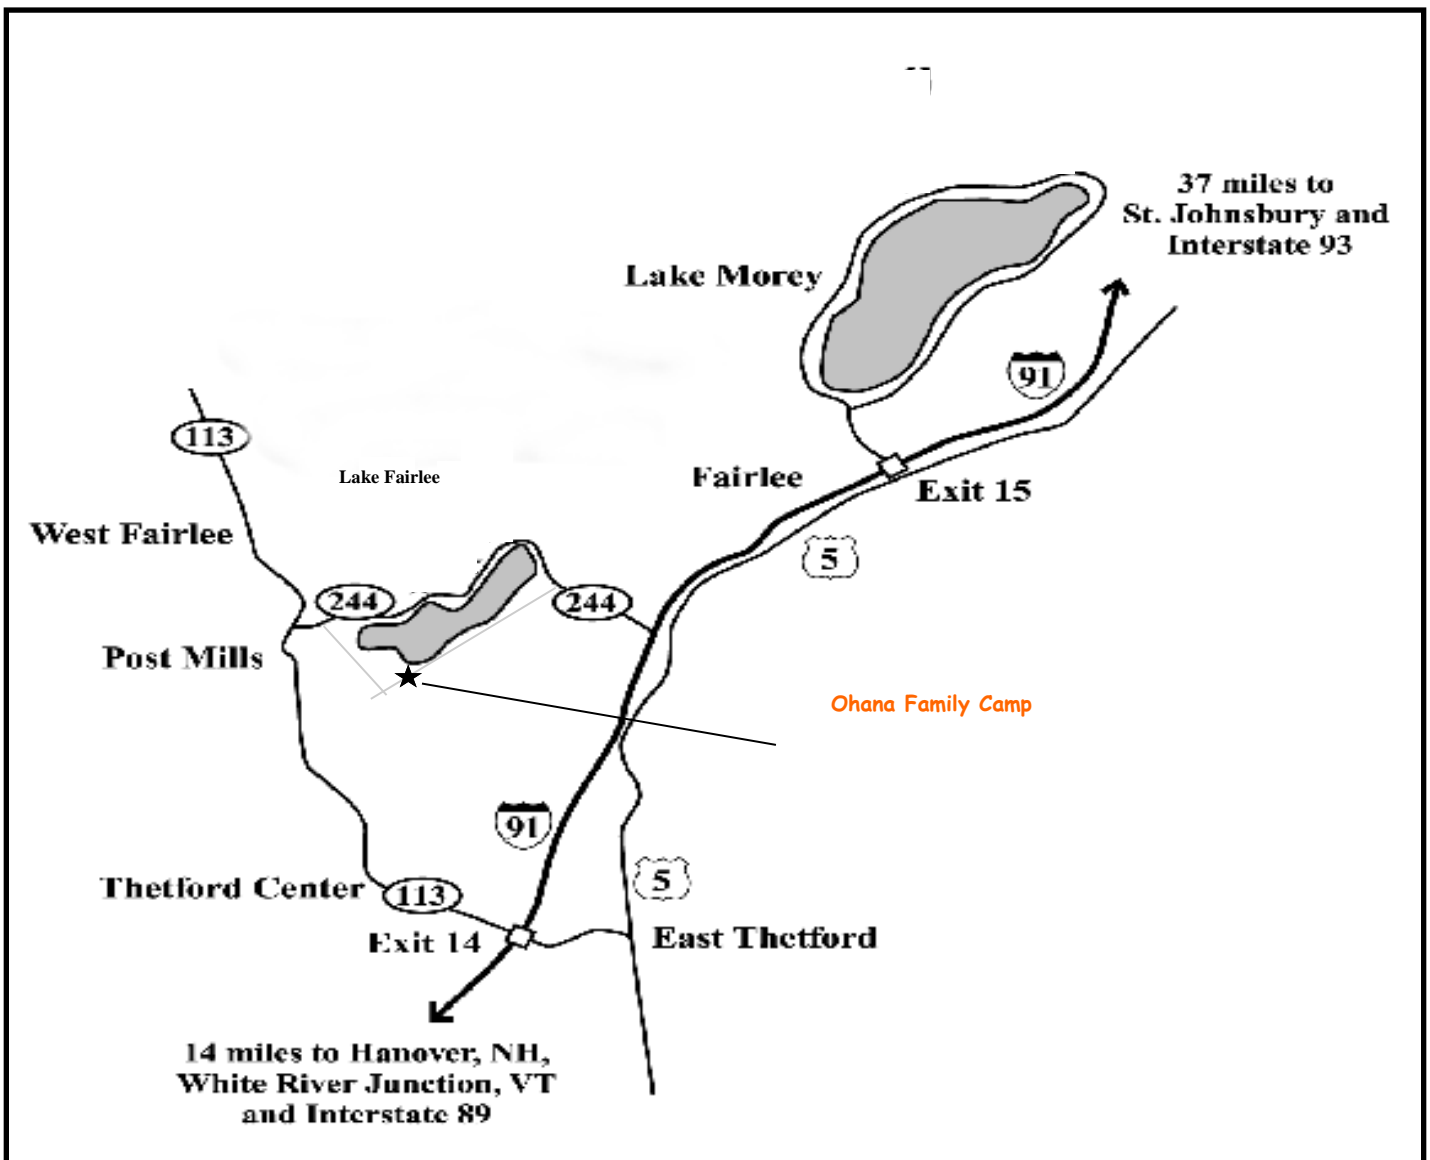 37 miles to
St. Johnsbury and
Interstate 93
Lake Morey
91
113
Lake Fairlee
Fairlee
Exit 15
West Fairlee
5
244
244
Post Mills
Ohana Family Camp
91
5
Thetford Center
113
Exit 14
East Thetford
14 miles to Hanover, NH,
White River Junction, VT
and Interstate 89